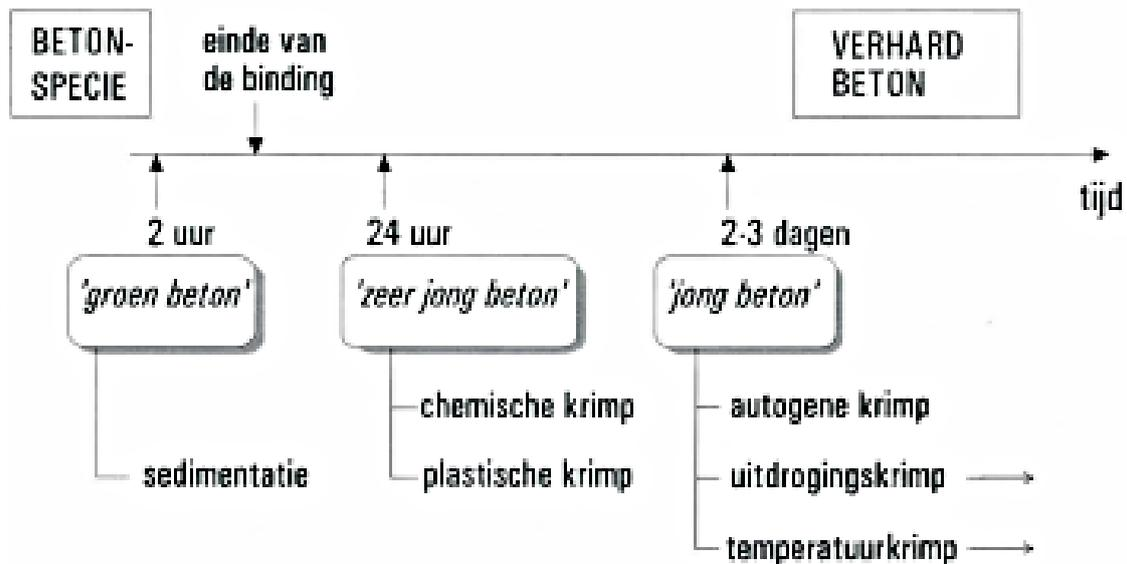 BETON-
SPECIE
einde van
de binding
VERHARD
BETON
tijd
2 uur
24 uur
2-3 dagen
'groen beton'
'zeer jong beton'
'jong beton'
chemische krimp
autogene krimp
sedimentatie
plastische krimp
uitdrogingskrimp
temperatuurkrimp